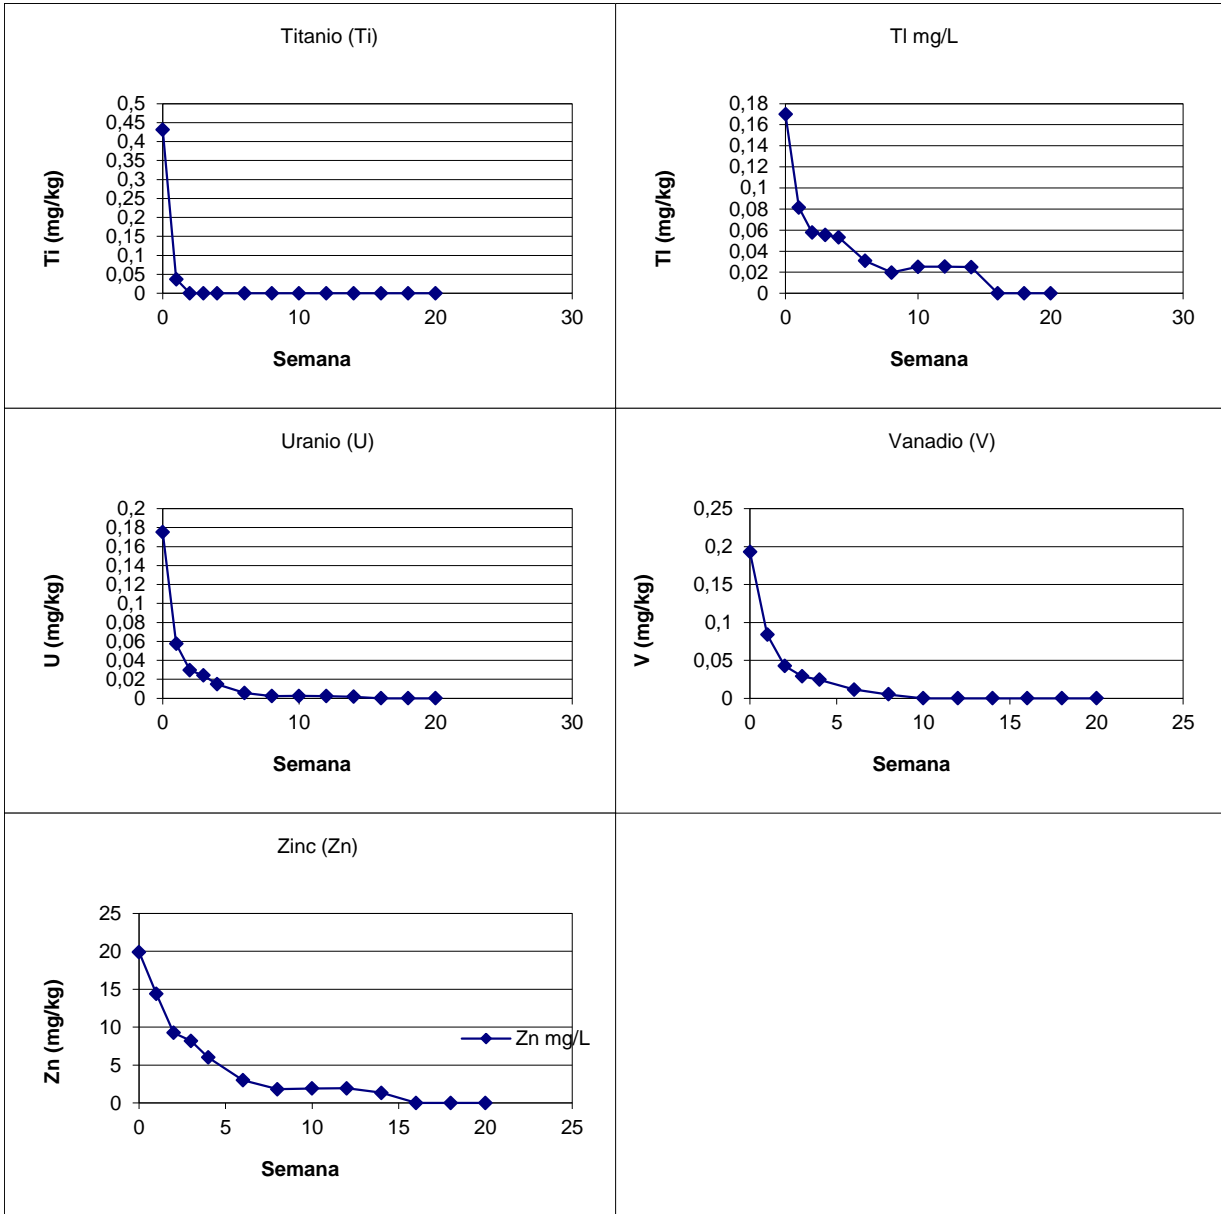 Titanio (Ti)
0,5
0,45
0,4
0,35
0,3
0,25
0,2
0,15
0,1
0,05
0
Ti (mg/kg)
0 10 20 30
Semana
Tl mg/L
0,18
0,16
0,14
0,12
0,1
0,08
0,06
0,04
0,02
0
Tl (mg/kg)
0 10 20 30
Semana
Uranio (U)
0,2
0,18
0,16
0,14
0,12
0,1
0,08
0,06
0,04
0,02
0
U (mg/kg)
0 10 20 30
Semana
Vanadio (V)
0,25
0,2
0,15
0,1
0,05
0
V (mg/kg)
0 5 10 15 20 25
Semana
Zinc (Zn)
25
20
15
10
5
0
Zn (mg/kg)
Zn mg/L
0 5 10 15 20 25
Semana